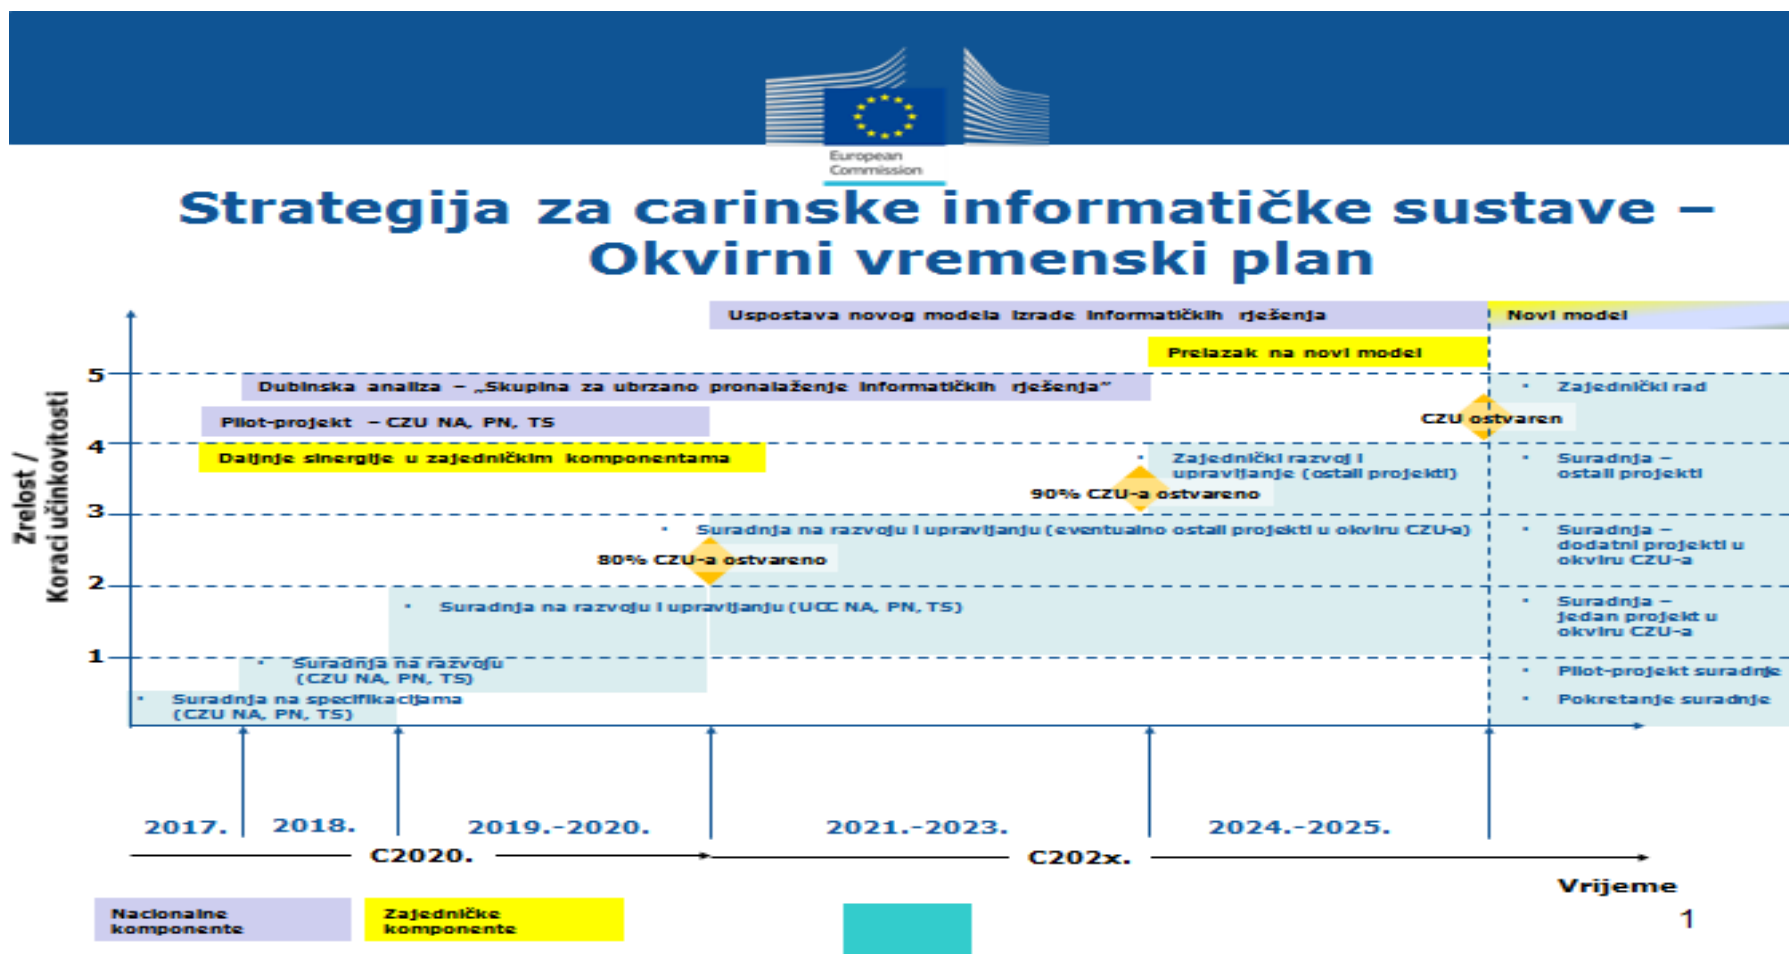 European
Commission
Strategija za carinske informatičke sustave –
Okvirni vremenski plan
Uspostava novog modela izrade informatičkih rješenja
Novi model
Prelazak na novi model
Dubinska analiza – „Skupina za ubrzano pronalaženje informatičkih rješenja”
Pilot-projekt – CZU NA, PN, TS
Daljnje sinergije u zajedničkim komponentama
Zrelost /
Koraci učinkovitosti
5
4
3
2
1
CZU ostvaren
90% CZU-a ostvareno
80% CZU-a ostvareno
• Zajednički razvoj i
upravljanje (ostali projekti)
• Suradnja na razvoju i upravljanju (eventualno ostali projekti u okviru CZU-a)
• Suradnja na razvoju i upravljanju (UCC NA, PN, TS)
• Suradnja na razvoju
(CZU NA, PN, TS)
• Suradnja na specifikacijama
(CZU NA, PN, TS)
• Zajednički rad
• Suradnja –
ostali projekti
• Suradnja –
dodatni projekti u
okviru CZU-a
• Suradnja –
jedan projekt u
okviru CZU-a
• Pilot-projekt suradnje
• Pokretanje suradnje
2017.
2018.
2019.-2020.
2021.-2023.
2024.-2025.
C2020.
C202x.
Vrijeme
Nacionalne
komponente
Zajedničke
komponente
1